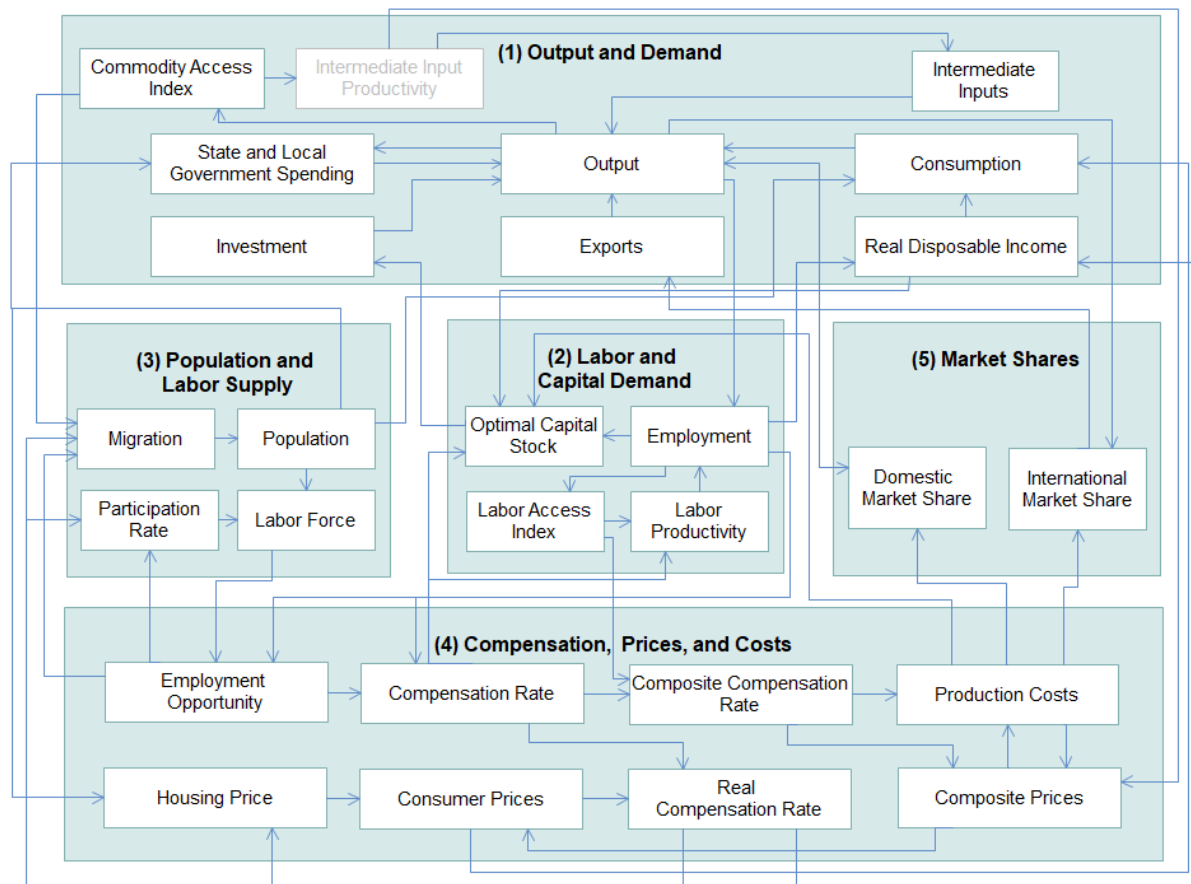 (1) Output and Demand
Commodity Access
Index
Intermediate Input
Productivity
Intermediate
Inputs
State and Local
Government Spending
Output
Consumption
Investment
Exports
Real Disposable Income
(3) Population and
Labor Supply
Migration
Population
Participation
Rate
Labor Force
(2) Labor and
Capital Demand
Optimal Capital
Stock
Employment
Labor Access
Index
Labor
Productivity
(5) Market Shares
Domestic
Market Share
International
Market Share
(4) Compensation, Prices, and Costs
Employment
Opportunity
Compensation Rate
Composite Compensation
Rate
Production Costs
Housing Price
Consumer Prices
Real
Compensation Rate
Composite Prices